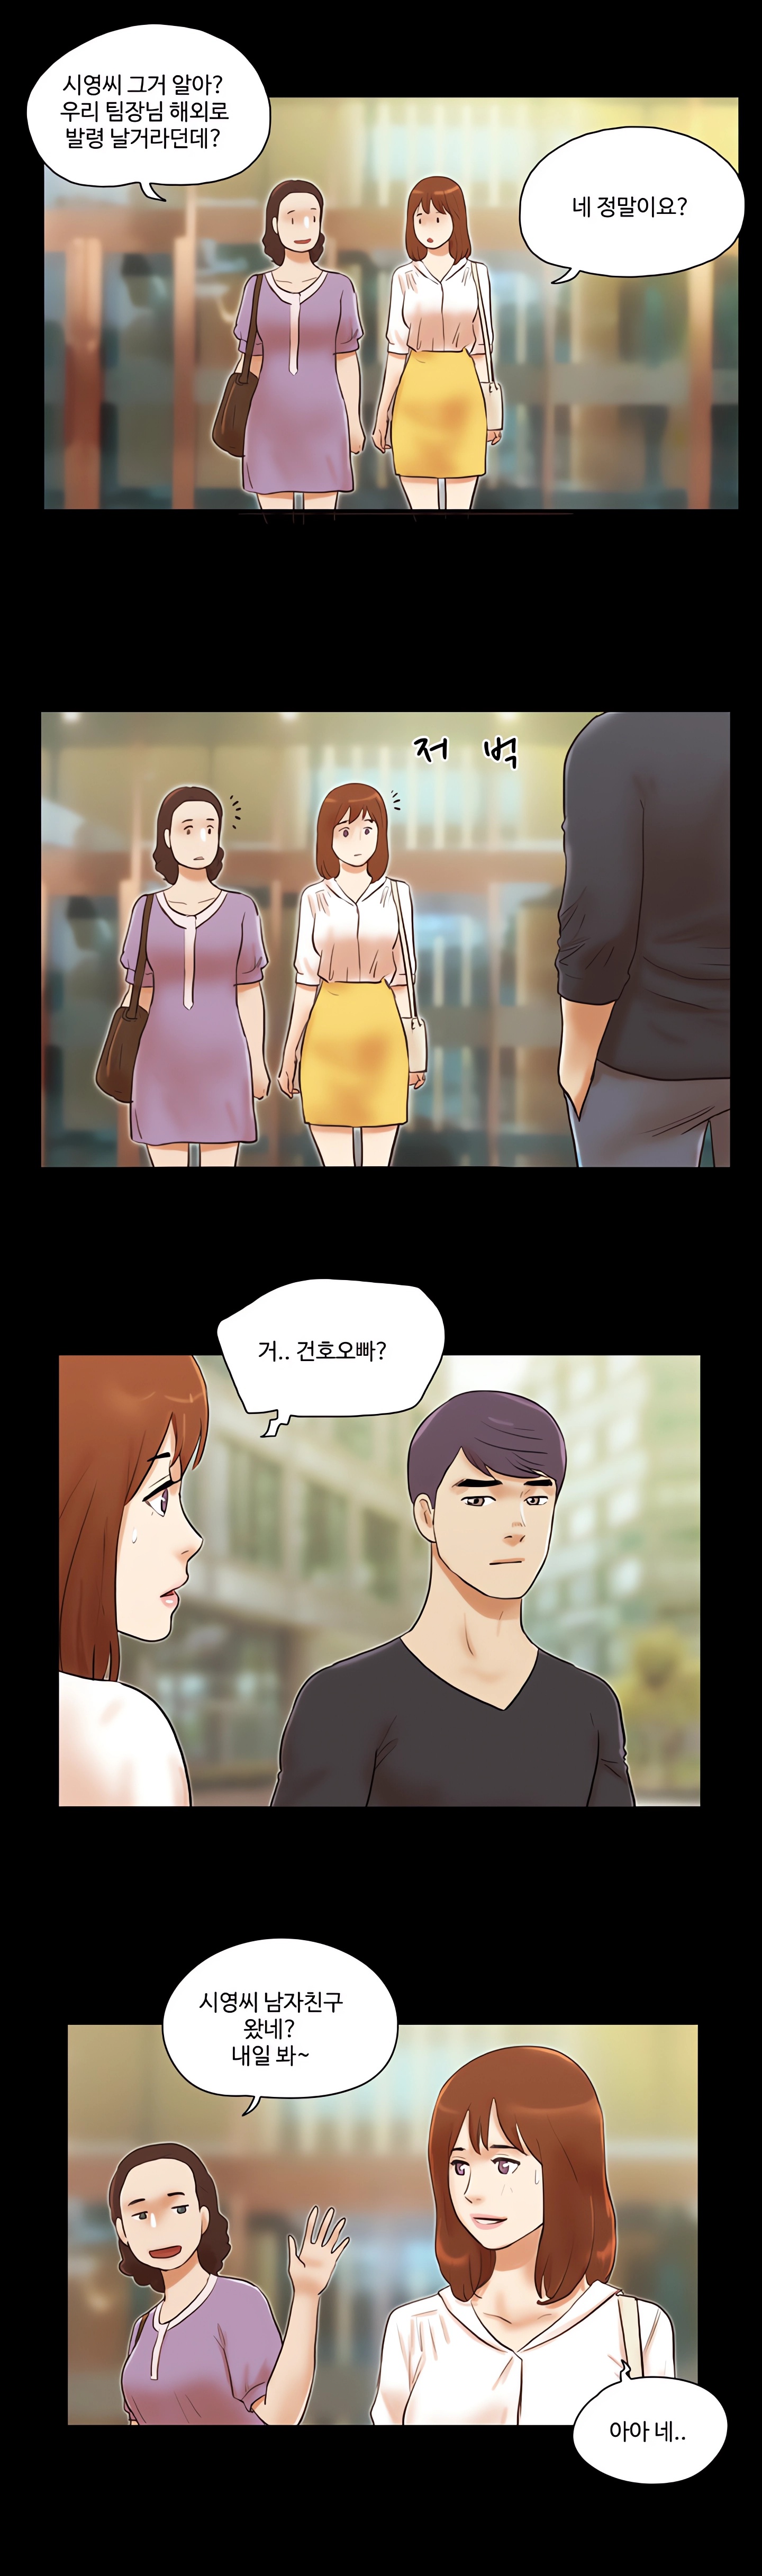 시영씨 그거 알아?
우리 팀장님 해외로
발령 날거라던데?
네 정말이요?
저 벅
거.. 건호오빠?
시영씨 남자친구
왔네?
내일 봐~
아아 네..